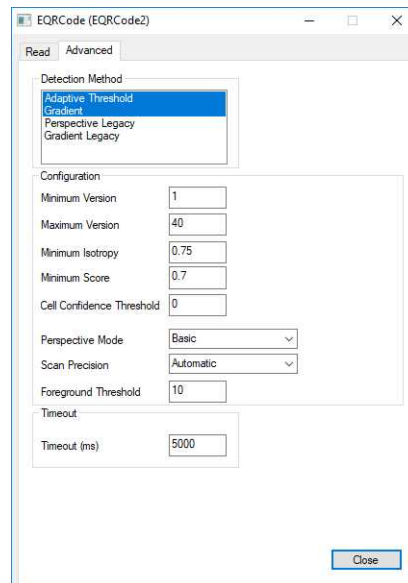 EQRCode (EQRCode2)
Read Advanced
Detection Method
Adaptive Threshold
Gradient
Perspective Legacy
Gradient Legacy
Configuration
Minimum Version 1
Maximum Version 40
Minimum Isotropy 0.75
Minimum Score 0.7
Cell Confidence Threshold 0
Perspective Mode Basic
Scan Precision Automatic
Foreground Threshold 10
Timeout
Timeout (ms) 5000
Close